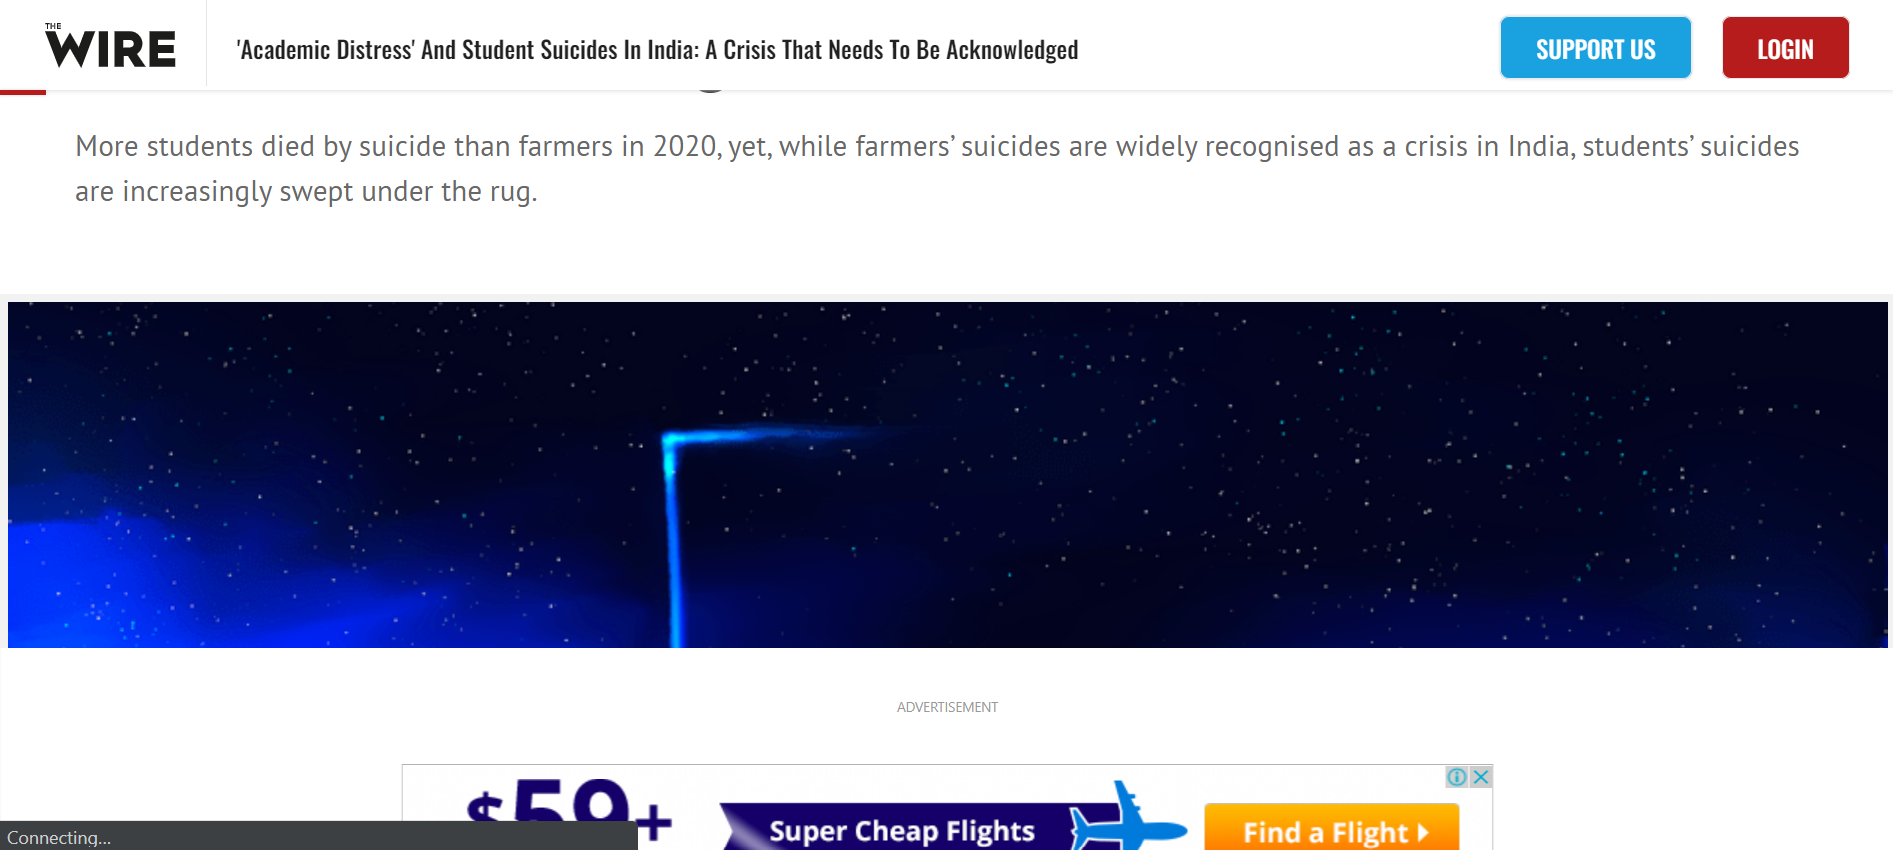 THE
WIRE
'Academic Distress' And Student Suicides In India: A Crisis That Needs To Be Acknowledged
SUPPORT US
LOGIN
More students died by suicide than farmers in 2020, yet, while farmers’ suicides are widely recognised as a crisis in India, students’ suicides
are increasingly swept under the rug.
ADVERTISEMENT
$59+
Super Cheap Flights
Find a Flight
Connecting...